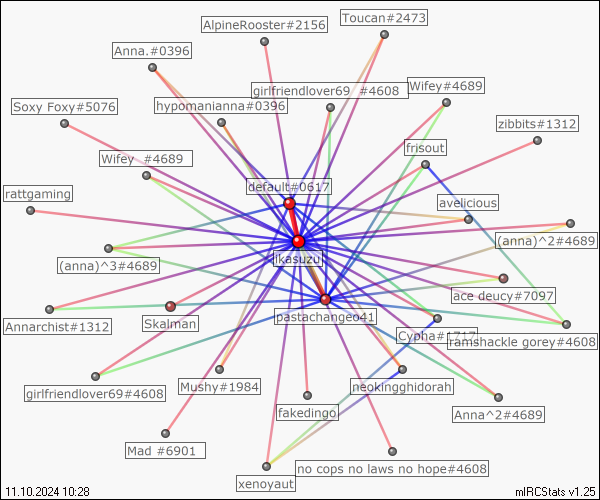 AlpineRooster#2156
Toucan#2473
Anna.#0396
girlfriendlover69 #4608
Wifey#4689
Soxy Foxy#5076
hypomanianna#0396
zibbits#1312
Wifey_#4689
frisout
default#0617
rattgaming
avelicious
(anna)^2#4689
ikasuzu
(anna)^3#4689
ace deucy#7097
Annarchist#1312
Skalman
pastachangeo41
Cypha#1717
ramshackle gorey#4608
girlfriendlover69#4608
Mushy#1984
neokingghidorah
fakedingo
Anna^2#4689
Mad #6901
xenoyaut
no cops no laws no hope#4608
11.10.2024 10:28
mIRCStats v1.25